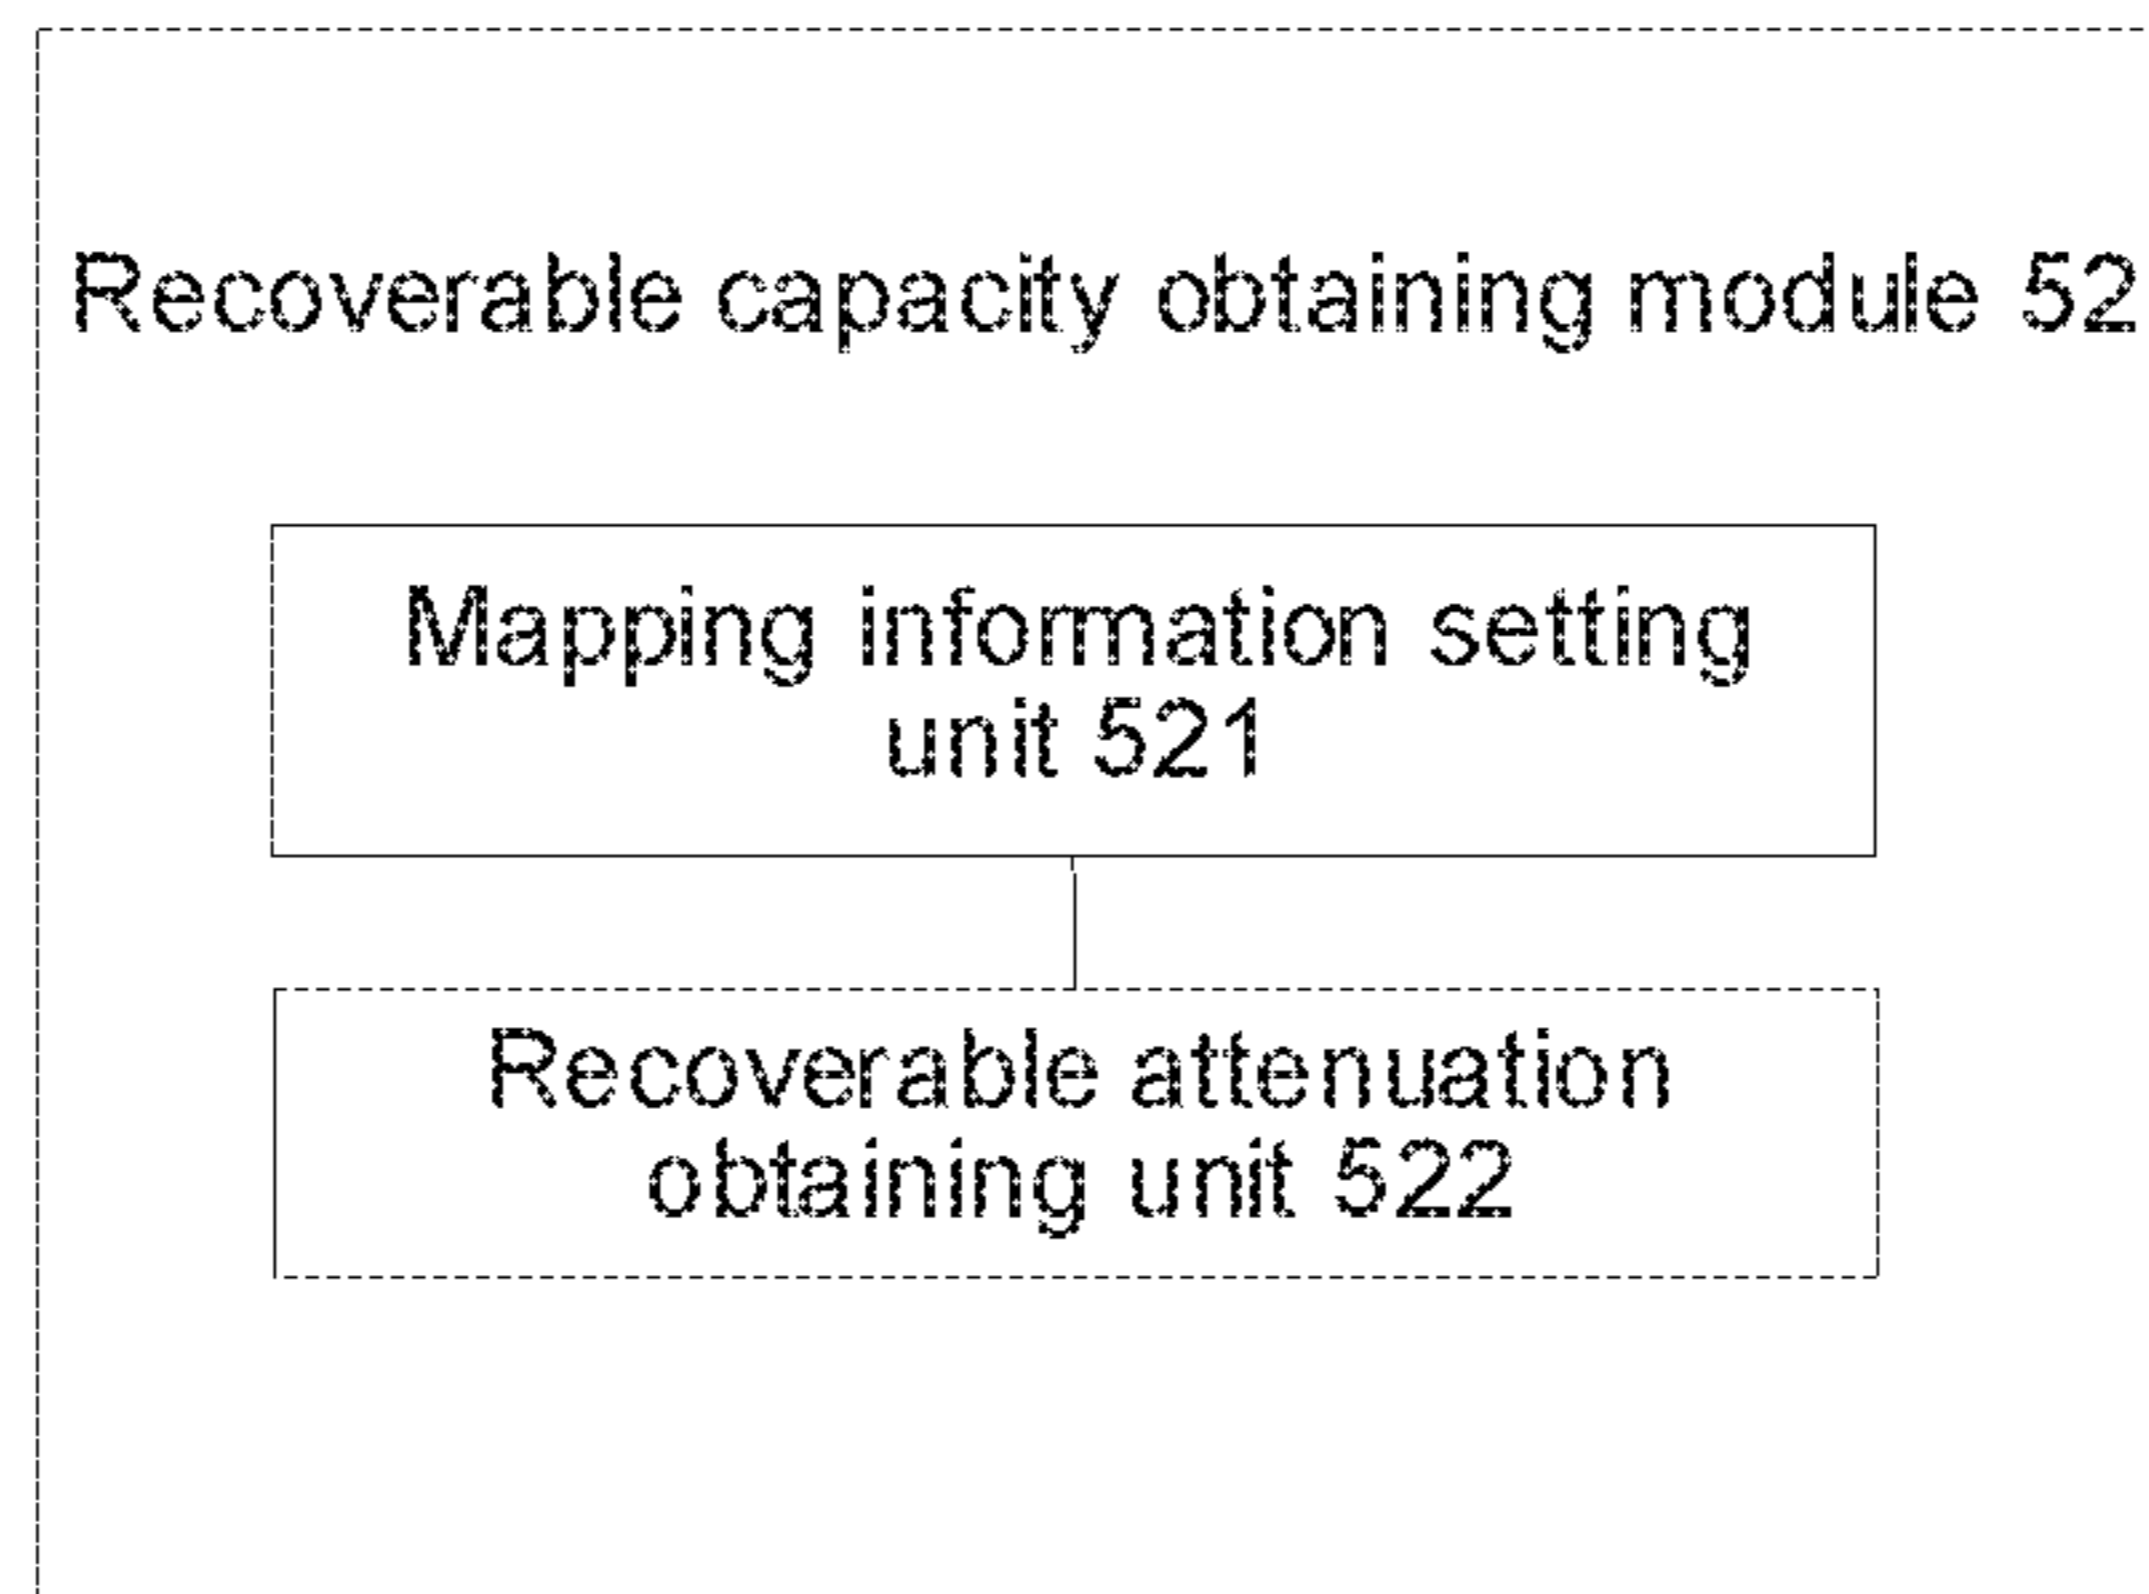 Recoverable capacity obtaining module 52
Mapping information setting
unit 521
Recoverable attenuation
obtaining unit 522